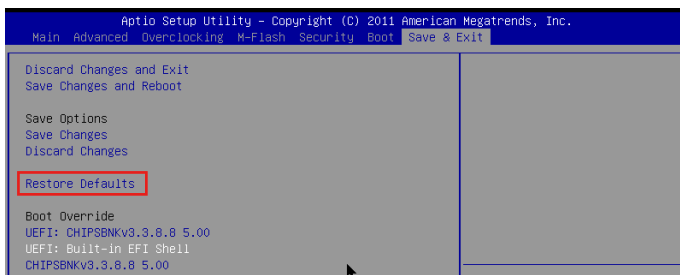 Aptio Setup Utility – Copyright (C) 2011 American Megatrends, Inc.
Main Advanced Overclocking M-Flash Security Boot Save & Exit
Discard Changes and Exit
Save Changes and Reboot
Save Options
Save Changes
Discard Changes
Restore Defaults
Boot Override
UEFI: CHIPSBNKv3.3.8.8 5.00
UEFI: Built-in EFI Shell
CHIPSBNKv3.3.8.8 5.00